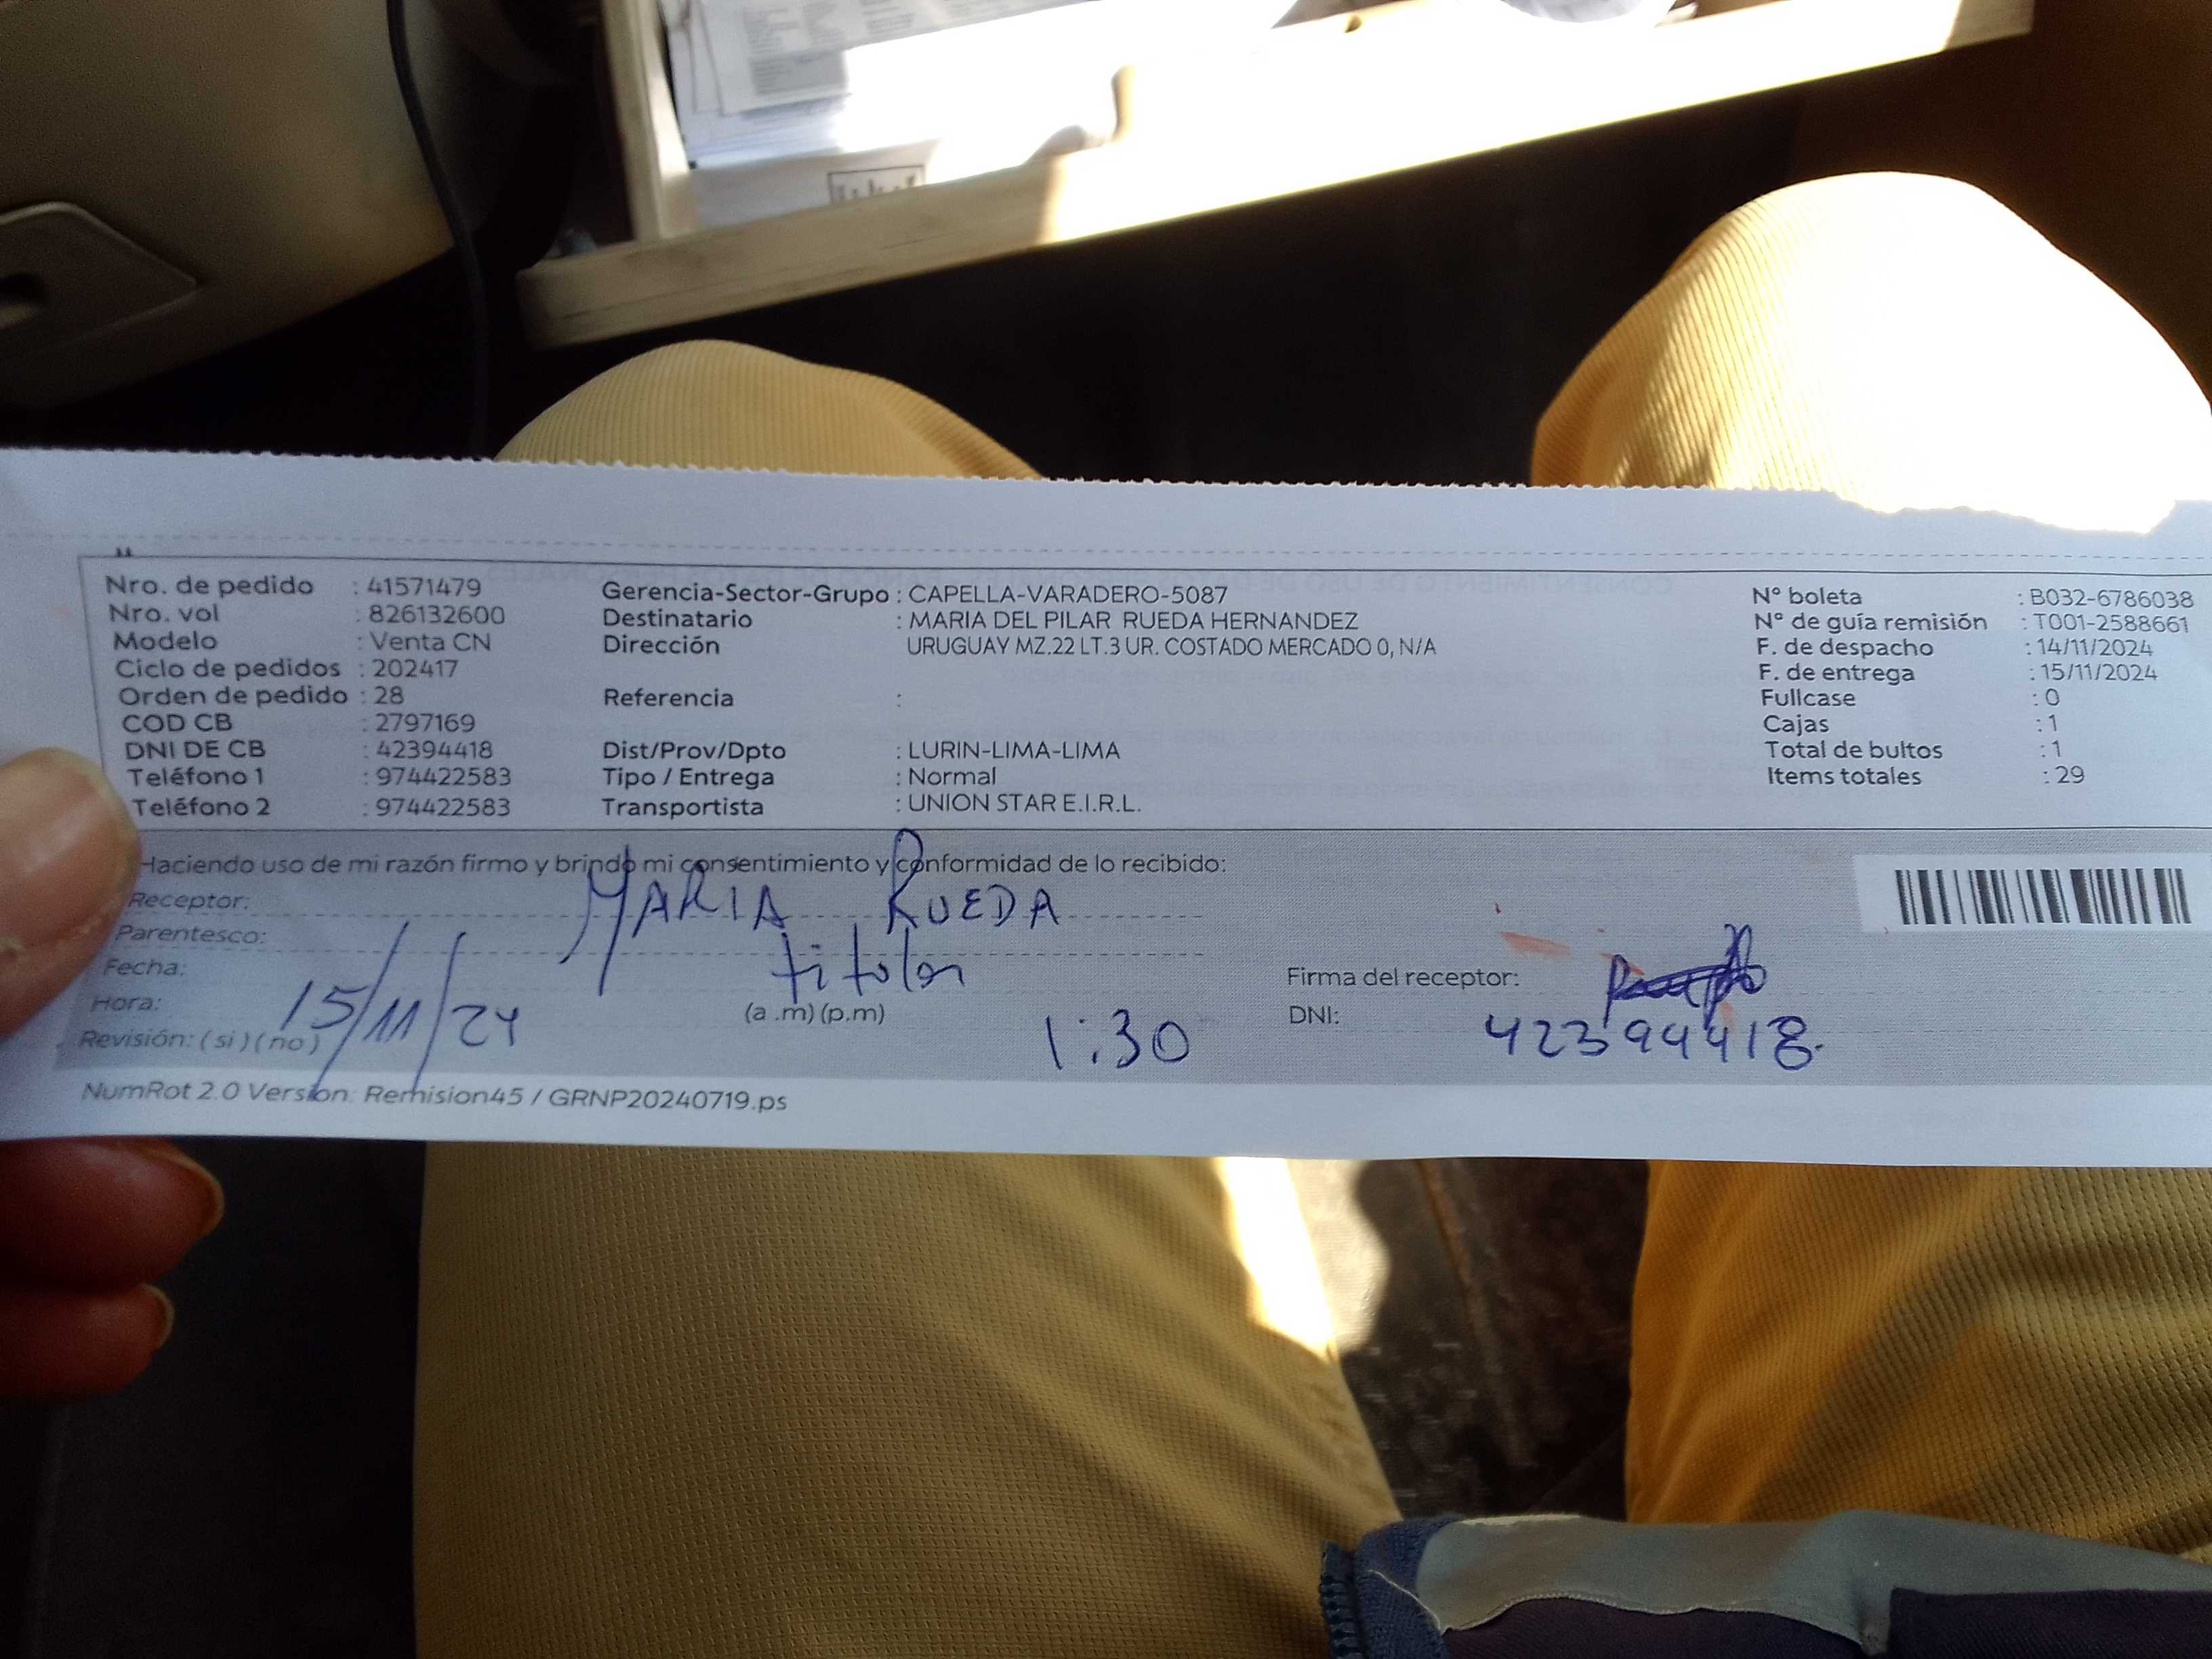 Nro. de pedido : 41571479
Nro. vol : 826132600
Modelo : Venta CN
Ciclo de pedidos : 202417
Orden de pedido : 28
COD CB : 2797169
DNI DE CB : 42394418
Teléfono 1 : 974422583
Teléfono 2 : 974422583
Gerencia-Sector-Grupo : CAPELLA-VARADERO-5087
Destinatario : MARIA DEL PILAR RUEDA HERNANDEZ
Dirección URUGUAY MZ.22 LT.3 UR. COSTADO MERCADO 0, N/A
Referencia :
Dist/Prov/Dpto : LURIN-LIMA-LIMA
Tipo / Entrega : Normal
Transportista : UNION STAR E.I.R.L.
N° boleta : B032-6786038
N° de guía remisión : T001-2588661
F. de despacho : 14/11/2024
F. de entrega : 15/11/2024
Fullcase : 0
Cajas : 1
Total de bultos : 1
Items totales : 29
Haciendo uso de mi razón firmo y brindo mi consentimiento y conformidad de lo recibido:
Receptor: MARIA RUEDA
Parentesco: titular
Fecha: 15/11/24
Hora: (a .m) (p.m) 1:30
Revisión: ( si ) ( no )
Firma del receptor:
DNI: 42394418.
NumRot 2.0 Version: Remision45 / GRNP20240719.ps